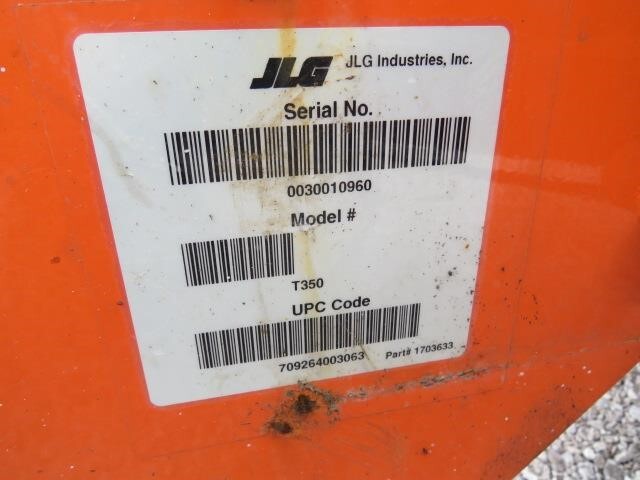 JLG JLG Industries, Inc.
Serial No.
0030010960
Model #
T350
UPC Code
709264003063 Part# 1703633